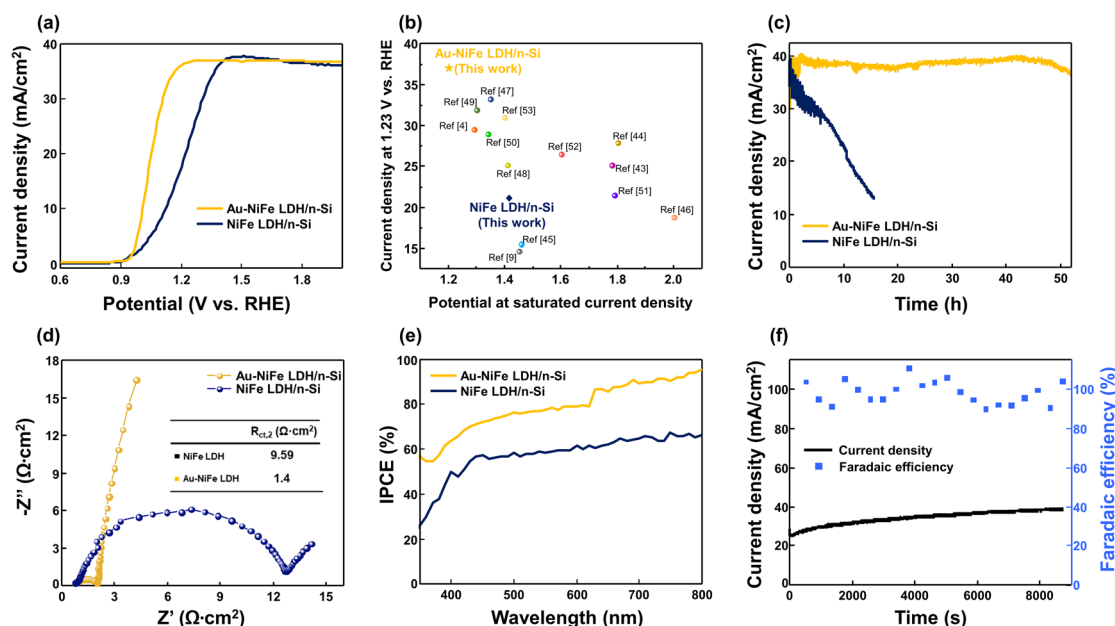 (a)
Current density (mA/cm²)
40
30
20
10
0
Au-NiFe LDH/n-Si
NiFe LDH/n-Si
0.6
0.9
1.2
1.5
1.8
Potential (V vs. RHE)
(b)
Current density at 1.23 V vs. RHE
40
35
30
25
20
15
Au-NiFe LDH/n-Si
(This work)
Ref [47]
Ref [49]
Ref [53]
Ref [4]
Ref [50]
Ref [44]
Ref [52]
Ref [48]
Ref [43]
NiFe LDH/n-Si
(This work)
Ref [51]
Ref [46]
Ref [45]
Ref [9]
1.2
1.4
1.6
1.8
2.0
Potential at saturated current density
(c)
Current density (mA/cm²)
50
40
30
20
10
0
Au-NiFe LDH/n-Si
NiFe LDH/n-Si
0
10
20
30
40
50
Time (h)
(d)
-Z" (Ω·cm²)
18
15
12
9
6
3
0
Au-NiFe LDH/n-Si
NiFe LDH/n-Si
Rct,2 (Ω·cm²)
NiFe LDH 9.59
Au-NiFe LDH 1.4
0
3
6
9
12
15
Z' (Ω·cm²)
(e)
IPCE (%)
100
80
60
40
20
0
Au-NiFe LDH/n-Si
NiFe LDH/n-Si
400
500
600
700
800
Wavelength (nm)
(f)
Current density (mA/cm²)
100
80
60
40
20
0
Current density
Faradaic efficiency
100
80
60
40
20
0
Faradaic efficiency (%)
0
2000
4000
6000
8000
Time (s)